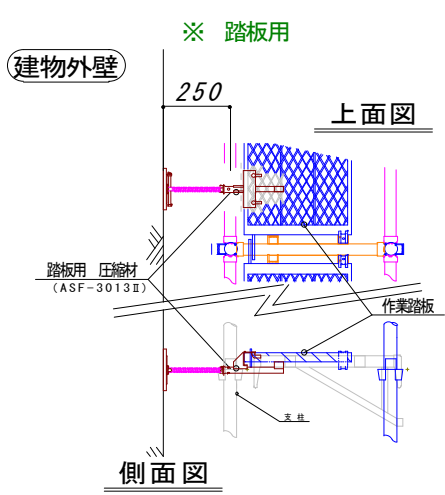 ※ 踏板用
建物外壁
250
上面図
踏板用 圧縮材
(ASF-3013Ⅱ)
作業踏板
支柱
側面図